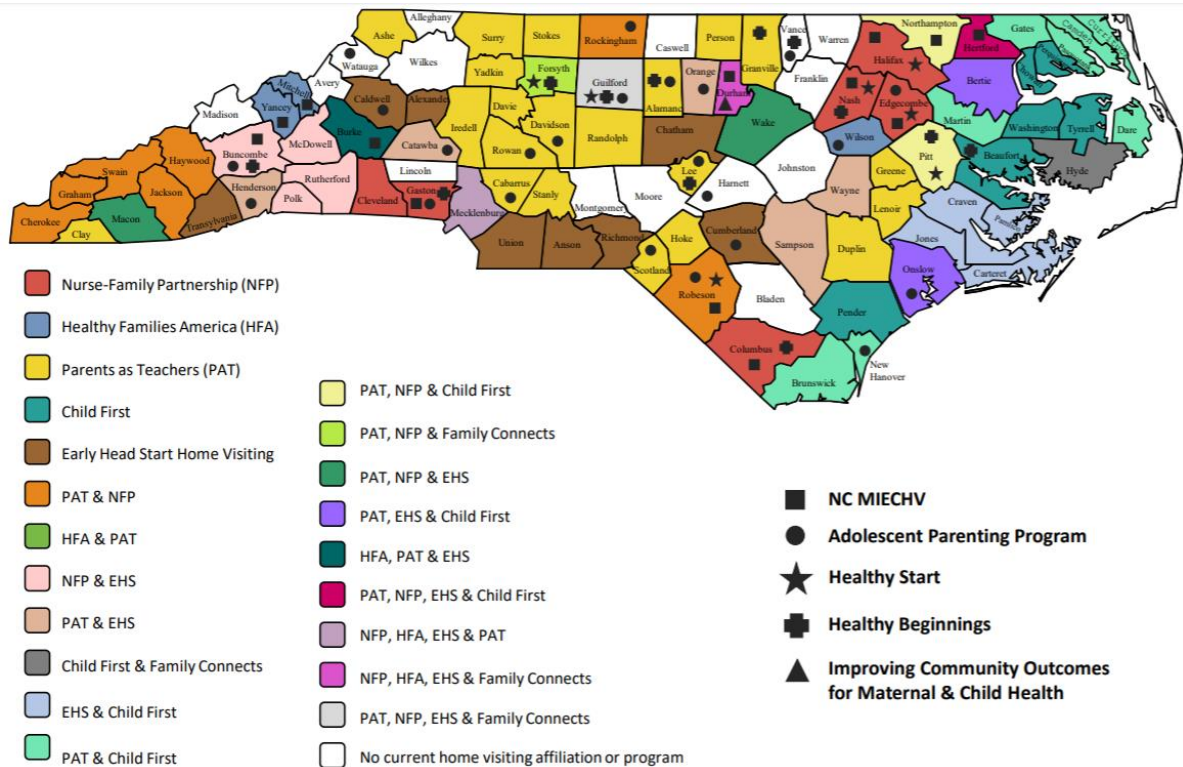 Alleghany
Ashe
Surry
Stokes
Rockingham
Caswell
Person
Vance
Warren
Northampton
Gates
Camden
Currituck
Hertford
Watauga
Wilkes
Yadkin
Forsyth
Guilford
Alamance
Orange
Durham
Granville
Franklin
Halifax
Bertie
Chowan
Mitchell
Avery
Caldwell
Alexander
Davie
Iredell
Davidson
Randolph
Chatham
Wake
Nash
Edgecombe
Martin
Washington
Tyrrell
Dare
Madison
Yancey
Burke
Catawba
Rowan
Wilson
Pitt
Beaufort
Hyde
Haywood
Buncombe
McDowell
Lincoln
Lee
Johnston
Greene
Swain
Rutherford
Cabarrus
Stanly
Moore
Harnett
Wayne
Craven
Graham
Jackson
Henderson
Polk
Cleveland
Gaston
Mecklenburg
Montgomery
Lenoir
Pamlico
Cherokee
Macon
Clay
Transylvania
Union
Anson
Richmond
Hoke
Scotland
Cumberland
Sampson
Duplin
Jones
Onslow
Carteret
Robeson
Bladen
Pender
Columbus
Brunswick
New
Hanover
Nurse-Family Partnership (NFP)
Healthy Families America (HFA)
Parents as Teachers (PAT)
Child First
Early Head Start Home Visiting
PAT & NFP
HFA & PAT
NFP & EHS
PAT & EHS
Child First & Family Connects
EHS & Child First
PAT & Child First
PAT, NFP & Child First
PAT, NFP & Family Connects
PAT, NFP & EHS
PAT, EHS & Child First
HFA, PAT & EHS
PAT, NFP, EHS & Child First
NFP, HFA, EHS & PAT
NFP, HFA, EHS & Family Connects
PAT, NFP, EHS & Family Connects
No current home visiting affiliation or program
NC MIECHV
Adolescent Parenting Program
Healthy Start
Healthy Beginnings
Improving Community Outcomes
for Maternal & Child Health